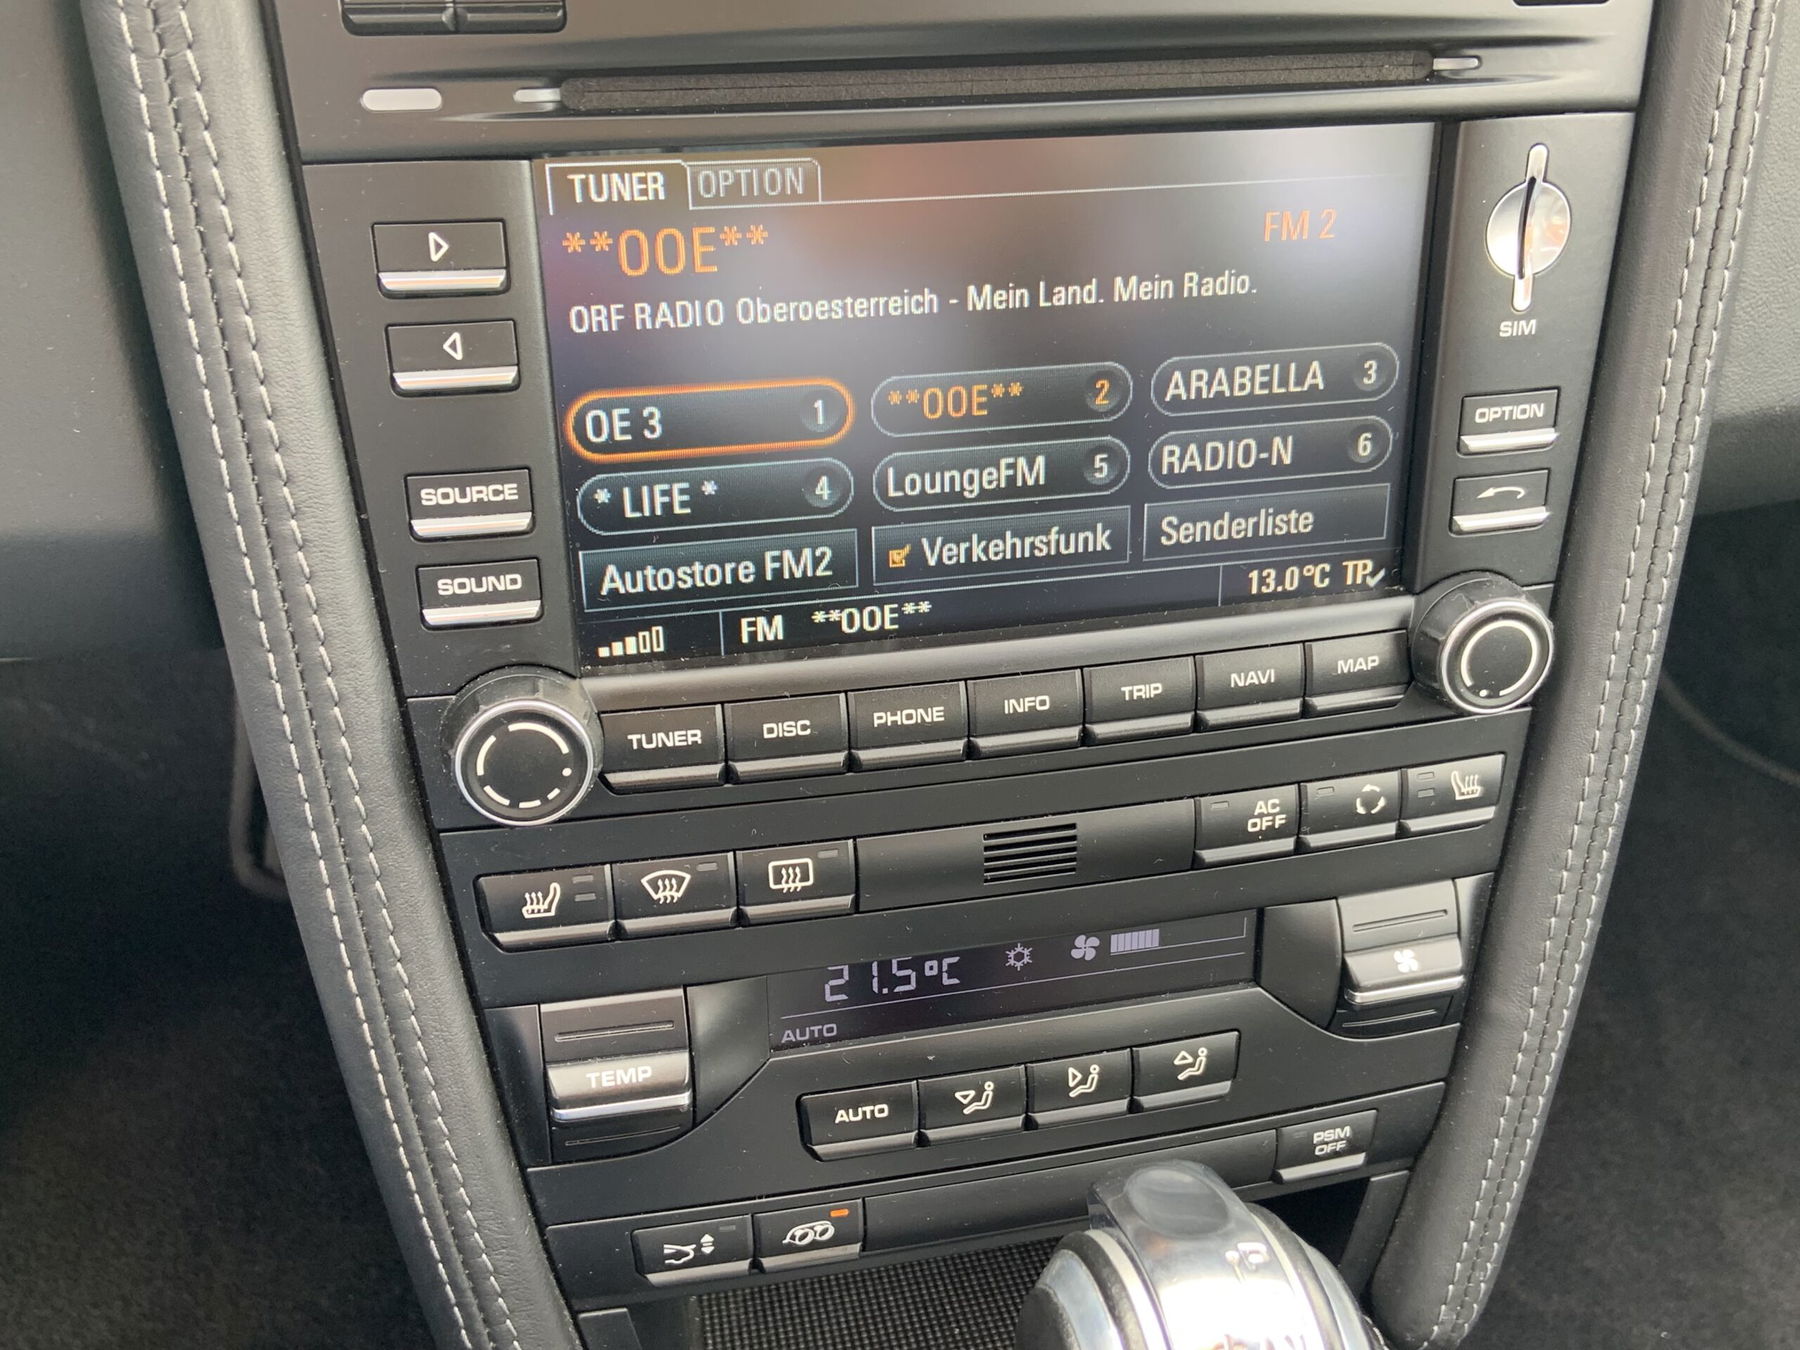 TUNER OPTION
**OOE** FM 2
ORF RADIO Oberoesterreich - Mein Land. Mein Radio.
SIM
OE 3 1 **OOE** 2 ARABELLA 3
OPTION
* LIFE * 4 LoungeFM 5 RADIO-N 6
SOURCE
Autostore FM2 Verkehrsfunk Senderliste
SOUND
FM **OOE** 13.0°C TP
TUNER DISC PHONE INFO TRIP NAVI MAP
AC
OFF
21.5°C
AUTO
TEMP
AUTO
PSM
OFF